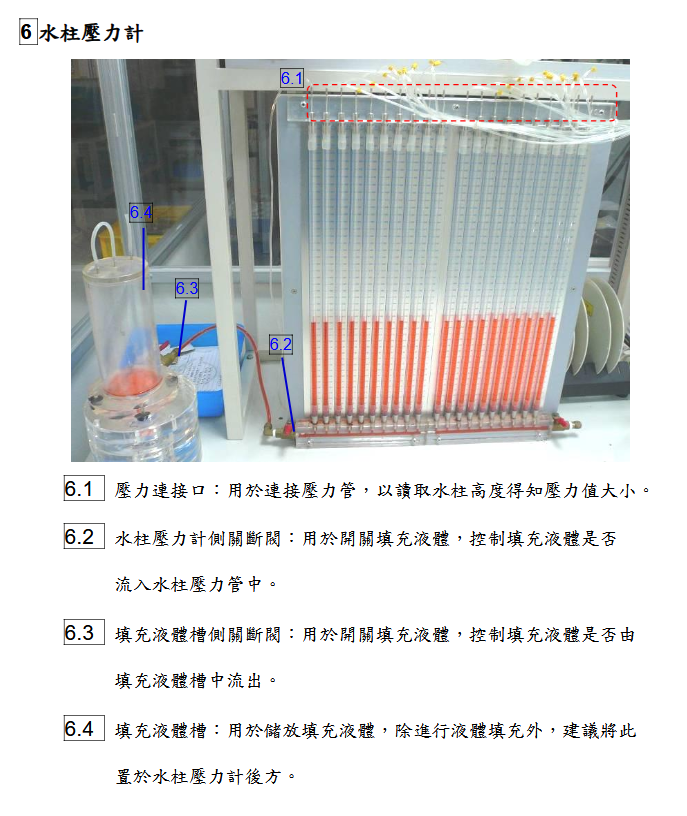 6 水柱壓力計
6.1
6.4
6.3
6.2
6.1 壓力連接口：用於連接壓力管，以讀取水柱高度得知壓力值大小。
6.2 水柱壓力計側關斷閥：用於開關填充液體，控制填充液體是否
流入水柱壓力管中。
6.3 填充液體槽側關斷閥：用於開關填充液體，控制填充液體是否由
填充液體槽中流出。
6.4 填充液體槽：用於儲放填充液體，除進行液體填充外，建議將此
置於水柱壓力計後方。